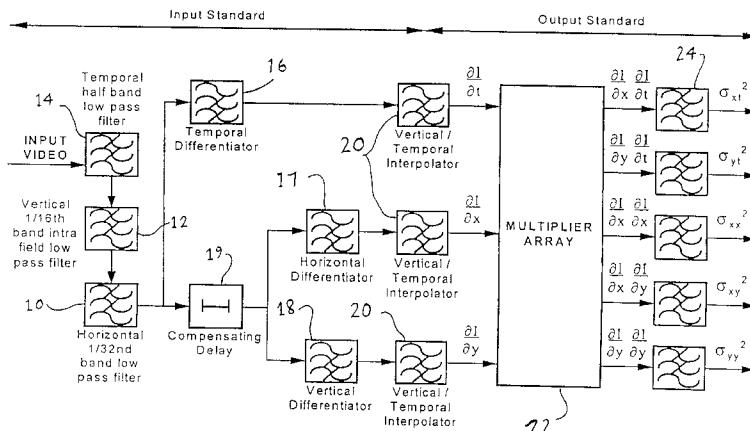 Input Standard
Output Standard
Temporal
half band
low pass
filter
14
16
24
INPUT
VIDEO
Temporal
Differentiator
Vertical /
Temporal
Interpolator
∂I
∂t
∂I ∂I
∂x ∂t
σxt²
20
17
∂I ∂I
∂y ∂t
σyt²
Vertical
1/16th
band intra
field low
pass filter
12
19
∂I
∂x
MULTIPLIER
ARRAY
∂I ∂I
∂x ∂x
σxx²
Horizontal
Differentiator
Vertical /
Temporal
Interpolator
10
I
18
20
∂I ∂I
∂x ∂y
σxy²
Horizontal
1/32nd
band low
pass filter
Compensating
Delay
∂I
∂y
∂I ∂I
∂y ∂y
σyy²
Vertical
Differentiator
Vertical /
Temporal
Interpolator
22